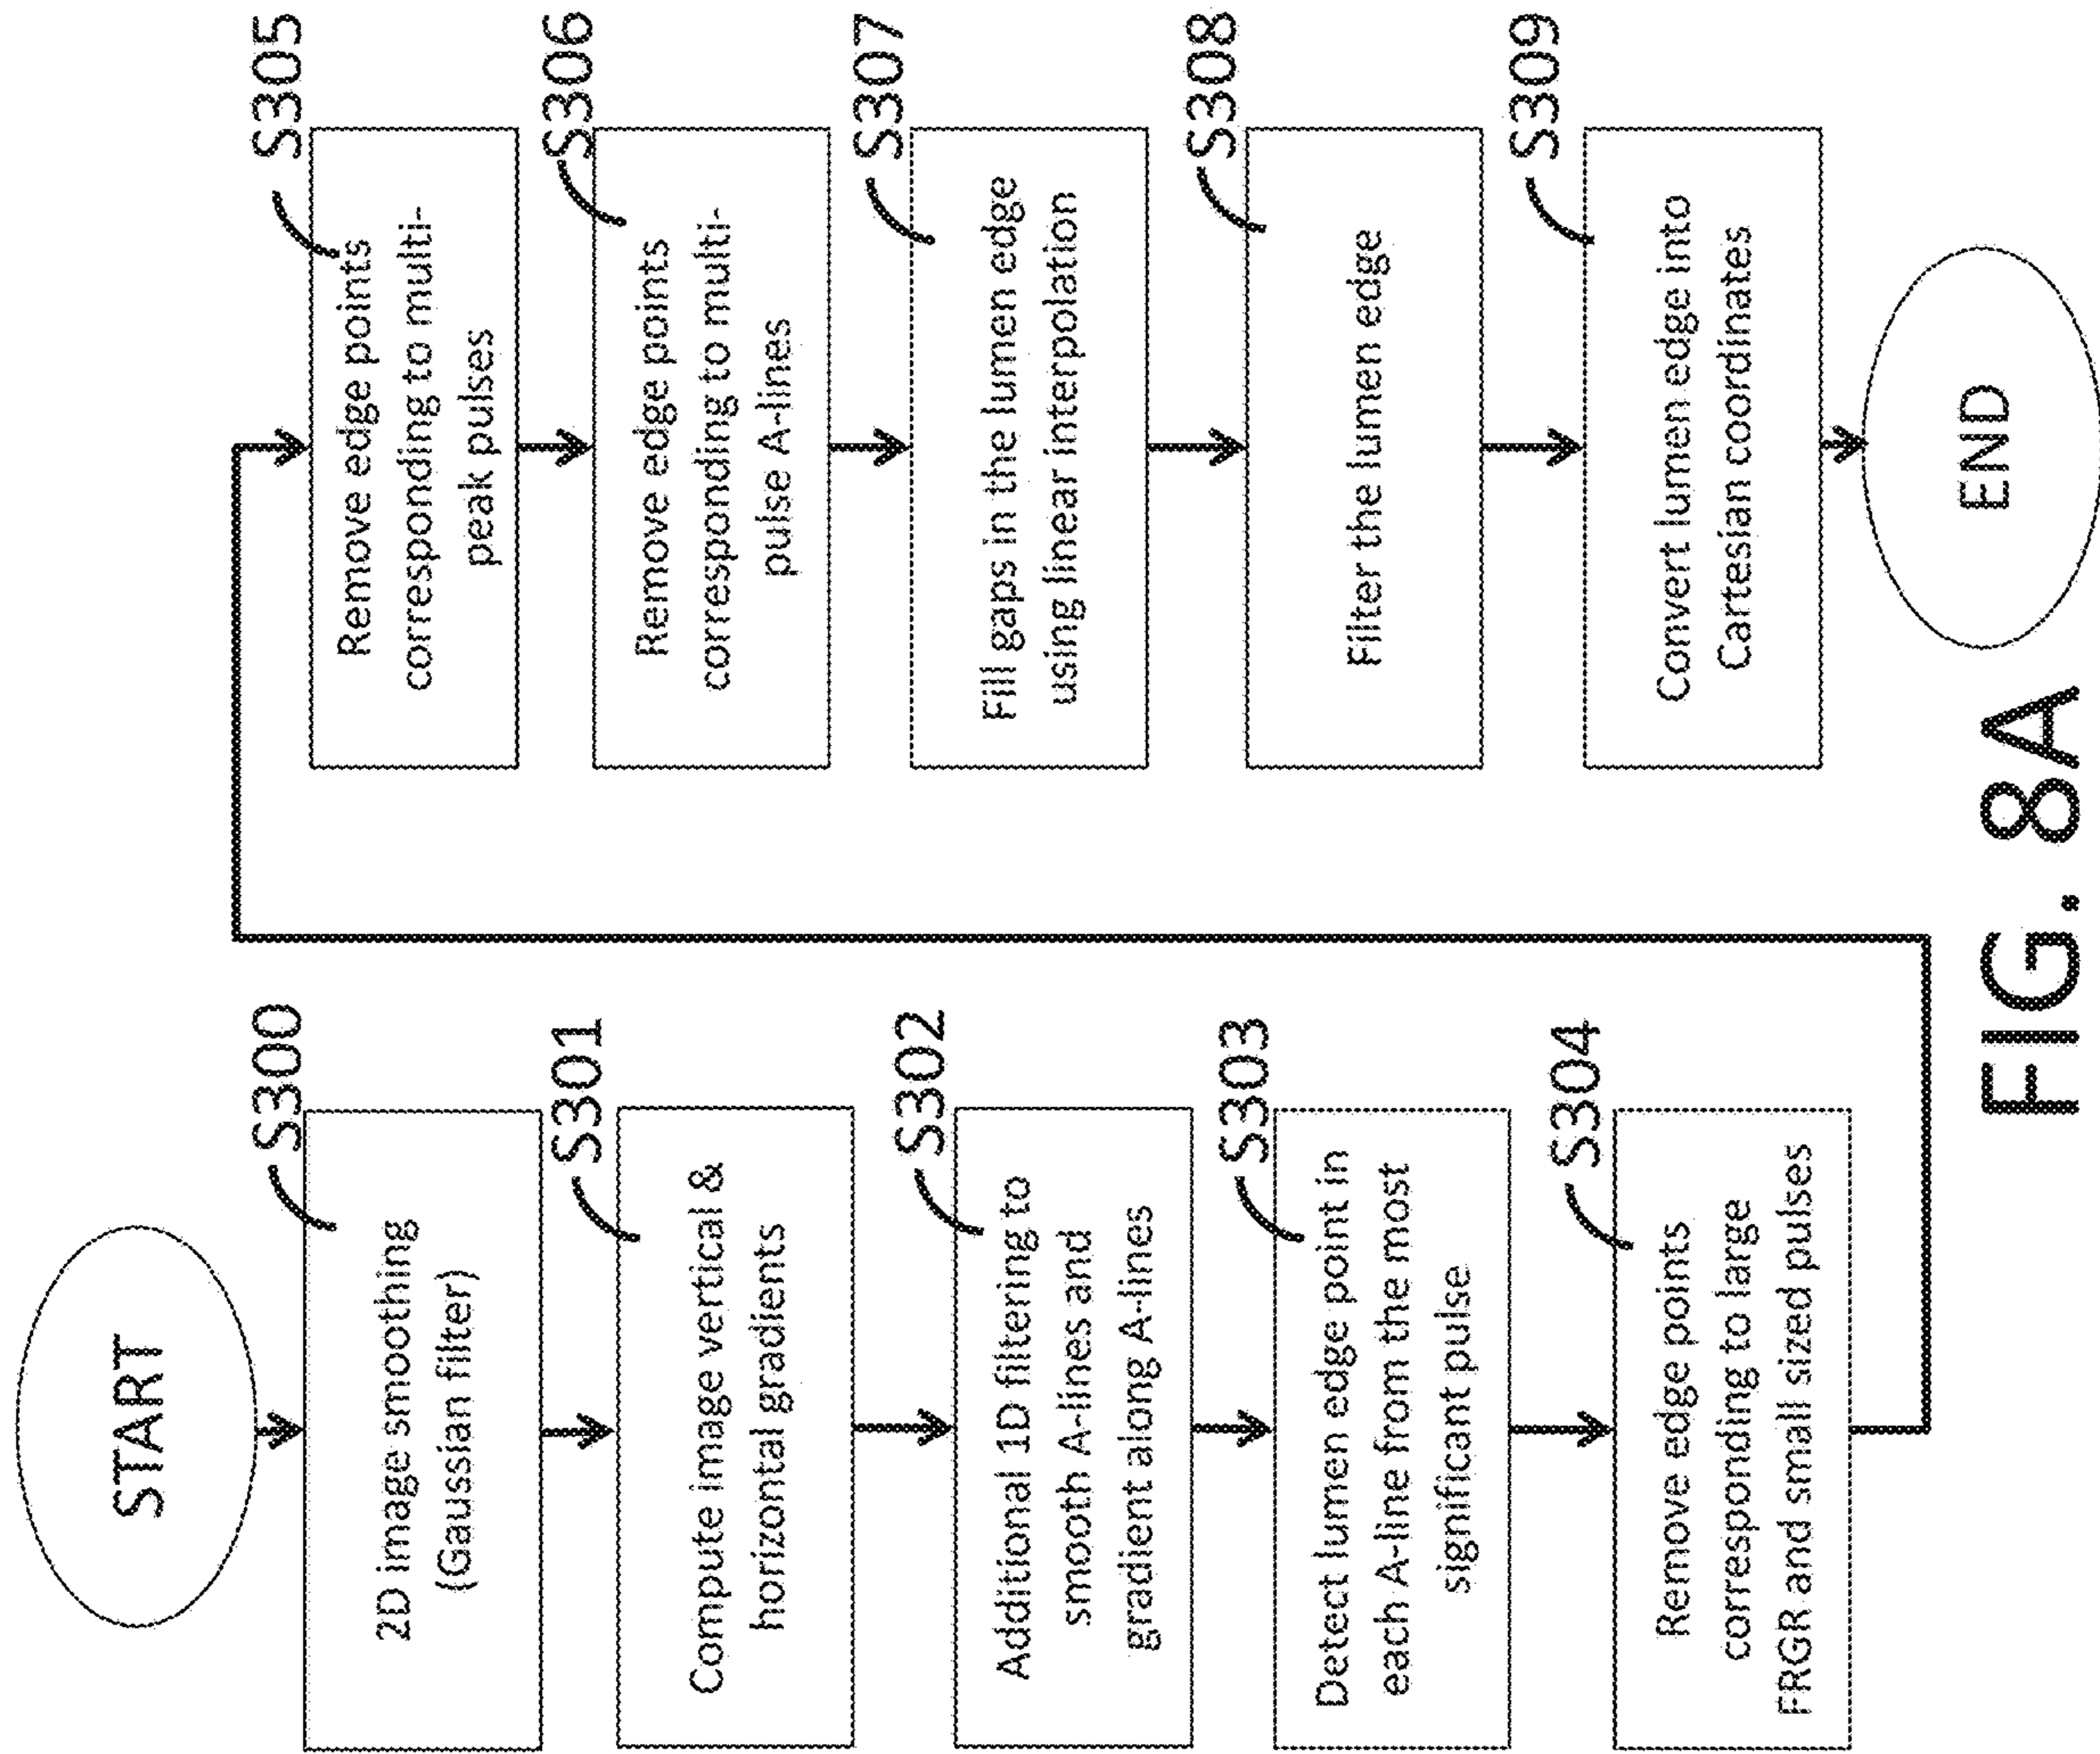 START
S300
2D image smoothing
(Gaussian filter)
S301
Compute image vertical &
horizontal gradients
S302
Additional 1D filtering to
smooth A-lines and
gradient along A-lines
S303
Detect lumen edge point in
each A-line from the most
significant pulse
S304
Remove edge points
corresponding to large
FRGR and small sized pulses
S305
Remove edge points
corresponding to multi-
peak pulses
S306
Remove edge points
corresponding to multi-
pulse A-lines
S307
Fill gaps in the lumen edge
using linear interpolation
S308
Filter the lumen edge
S309
Convert lumen edge into
Cartesian coordinates
END
FIG. 8A